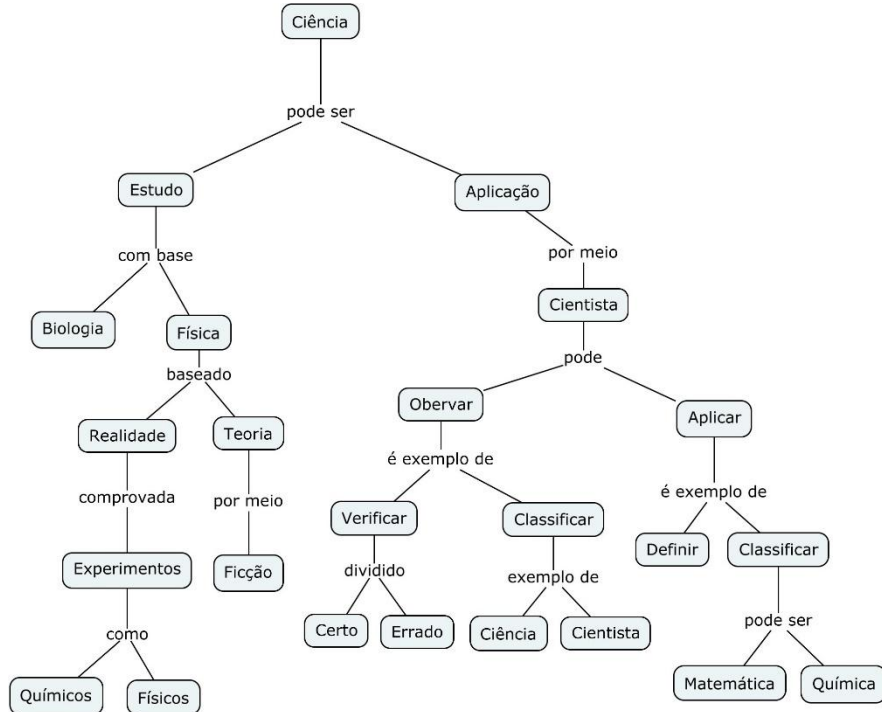 Ciência
pode ser
Estudo
Aplicação
com base
por meio
Biologia
Física
Cientista
baseado
pode
Realidade
Teoria
Obervar
Aplicar
é exemplo de
comprovada
por meio
é exemplo de
Verificar
Classificar
Definir
Classificar
Experimentos
Ficção
dividido
exemplo de
Certo
Errado
Ciência
Cientista
pode ser
como
Químicos
Físicos
Matemática
Química